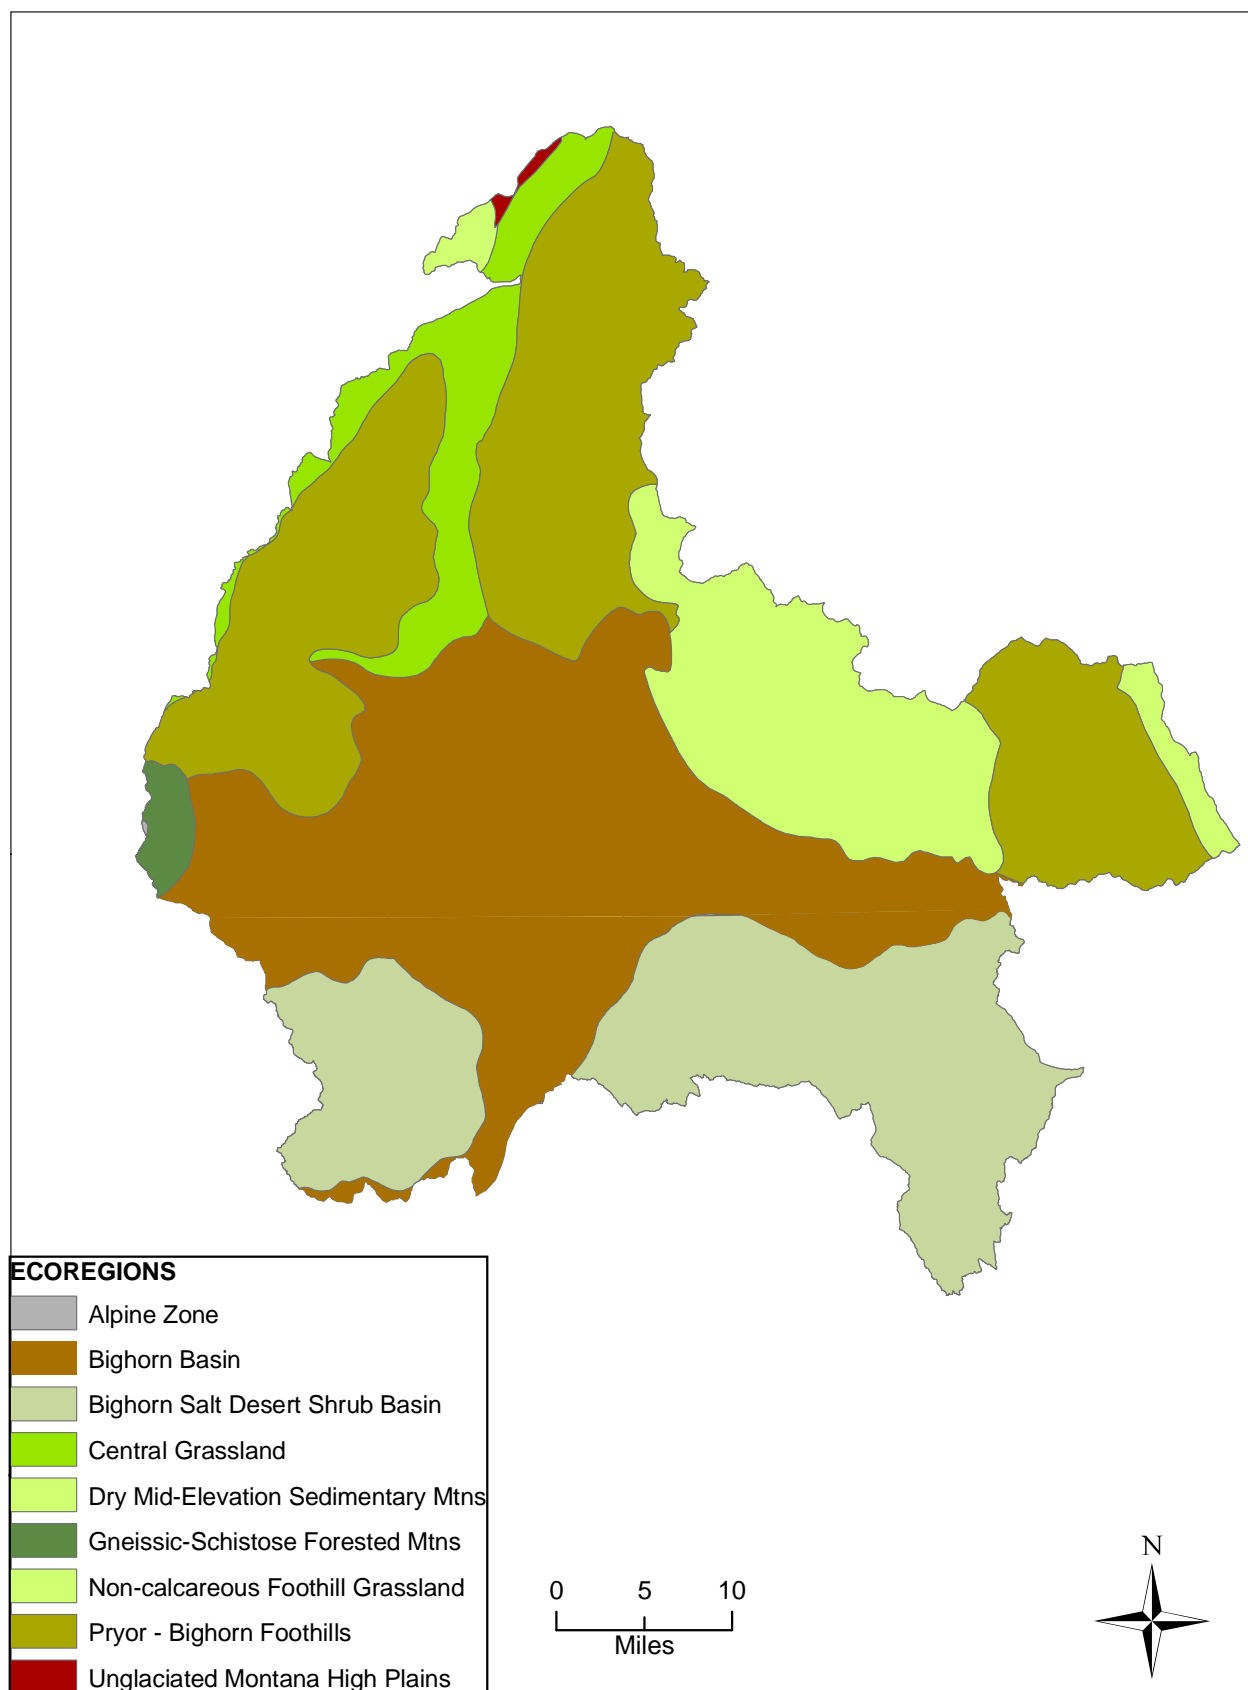 ECOREGIONS
Alpine Zone
Bighorn Basin
Bighorn Salt Desert Shrub Basin
Central Grassland
Dry Mid-Elevation Sedimentary Mtns
Gneissic-Schistose Forested Mtns
Non-calcareous Foothill Grassland
Pryor - Bighorn Foothills
Unglaciated Montana High Plains
0 5 10
Miles
N